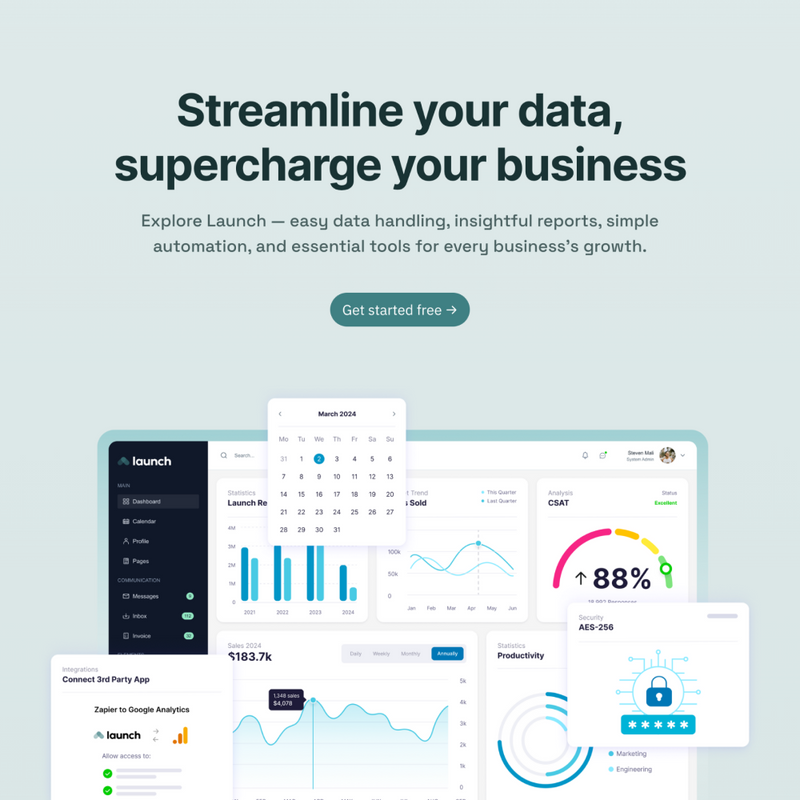 Streamline your data,
supercharge your business
Explore Launch — easy data handling, insightful reports, simple
automation, and essential tools for every business's growth.
Get started free →
March 2024
Mo Tu We Th Fr Sa Su
31 1 2 3 4 5 6
7 8 9 10 11 12 13
14 15 16 17 18 19 20
21 22 23 24 25 26 27
28 29 30 31
launch
Search...
Steven Mail
System Admin
MAIN
Dashboard
Calendar
Profile
Pages
COMMUNICATION
Messages
Inbox
Invoice
Statistics
Launch Re
4M
3M
2M
1M
0
2021 2022 2023 2024
t Trend
s Sold
This Quarter
Last Quarter
100k
50k
0
Jan Feb Mar Apr May Jun
Analysis
CSAT
Status
Excellent
↑ 88%
Security
AES-256
*****
Sales 2024
$183.7k
Daily Weekly Monthly Annually
1,248 sales
$4,078
5k
4k
3k
2k
1k
0
Statistics
Productivity
Marketing
Engineering
Integrations
Connect 3rd Party App
Zapier to Google Analytics
launch
Allow access to: